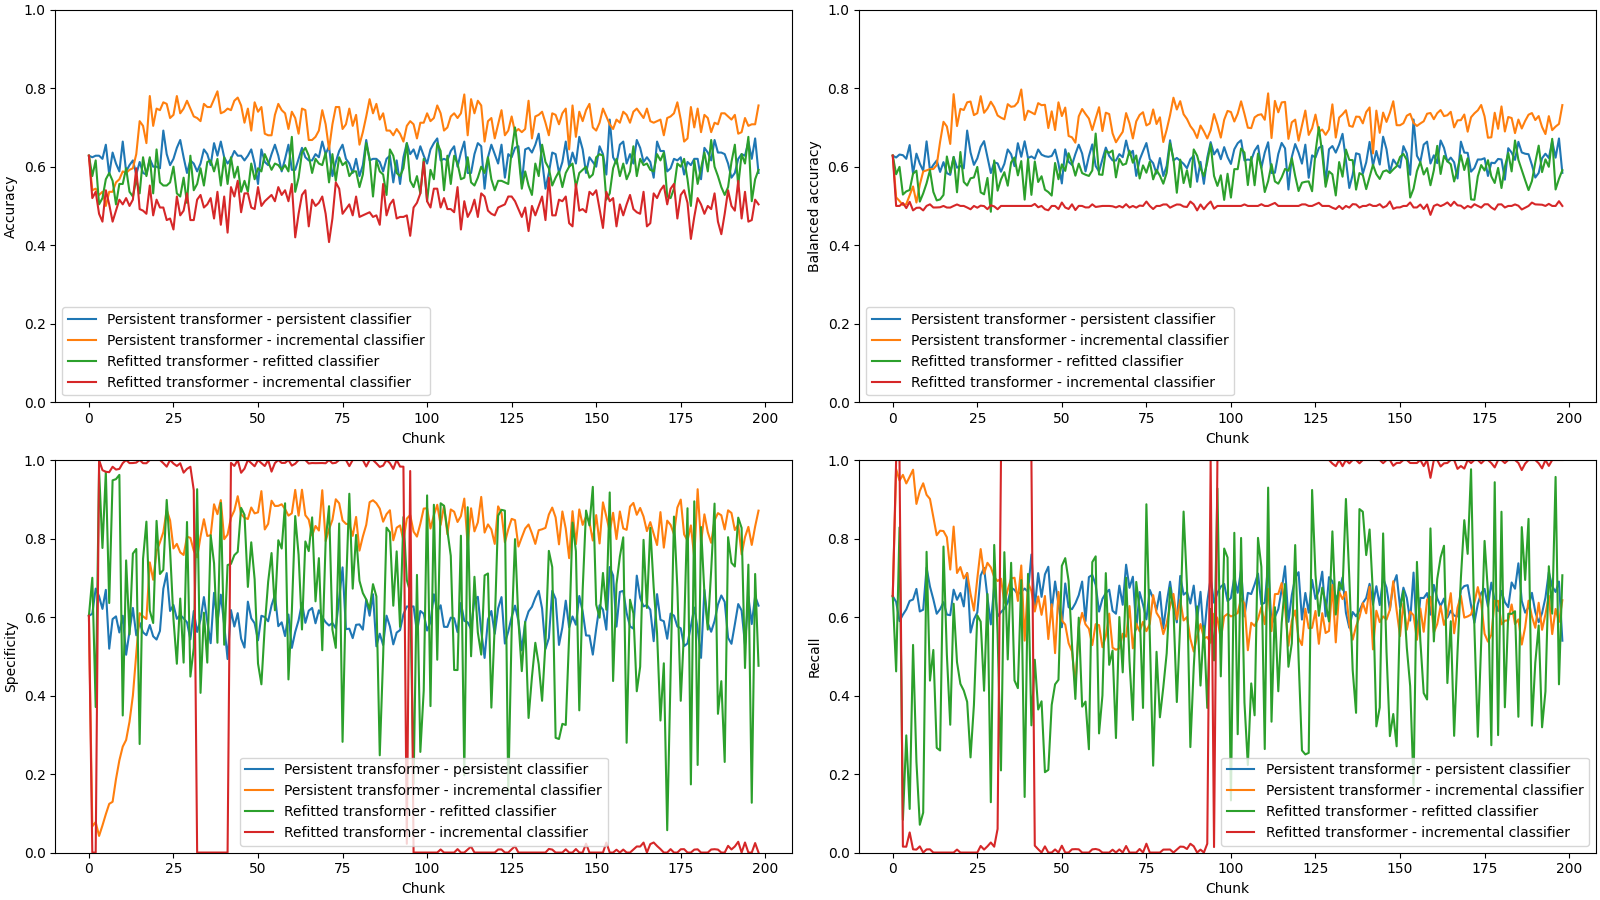 1.0
0.8
0.6
0.4
0.2
0.0
Accuracy
Persistent transformer - persistent classifier
Persistent transformer - incremental classifier
Refitted transformer - refitted classifier
Refitted transformer - incremental classifier
0 25 50 75 100 125 150 175 200
Chunk
1.0
0.8
0.6
0.4
0.2
0.0
Balanced accuracy
Persistent transformer - persistent classifier
Persistent transformer - incremental classifier
Refitted transformer - refitted classifier
Refitted transformer - incremental classifier
0 25 50 75 100 125 150 175 200
Chunk
1.0
0.8
0.6
0.4
0.2
0.0
Specificity
Persistent transformer - persistent classifier
Persistent transformer - incremental classifier
Refitted transformer - refitted classifier
Refitted transformer - incremental classifier
0 25 50 75 100 125 150 175 200
Chunk
1.0
0.8
0.6
0.4
0.2
0.0
Recall
Persistent transformer - persistent classifier
Persistent transformer - incremental classifier
Refitted transformer - refitted classifier
Refitted transformer - incremental classifier
0 25 50 75 100 125 150 175 200
Chunk